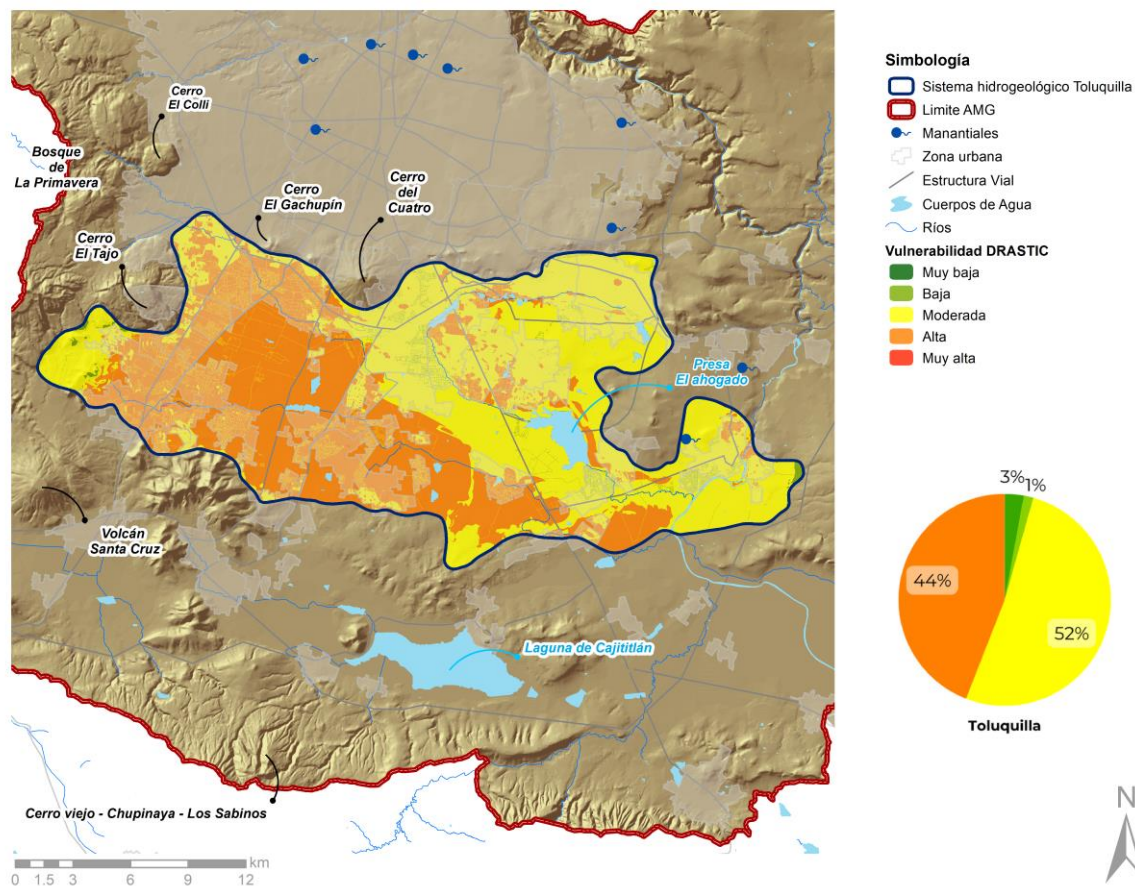 Cerro
El Colli
Bosque
de
La Primavera
Cerro
El Gachupín
Cerro
del
Cuatro
Cerro
El Tajo
Presa
El ahogado
Volcán
Santa Cruz
Laguna de Cajititlán
Cerro viejo - Chupinaya - Los Sabinos
km
0 1.5 3 6 9 12
Simbología
Sistema hidrogeológico Toluquilla
Limite AMG
Manantiales
Zona urbana
Estructura Vial
Cuerpos de Agua
Ríos
Vulnerabilidad DRASTIC
Muy baja
Baja
Moderada
Alta
Muy alta
3%
1%
44%
52%
Toluquilla
N